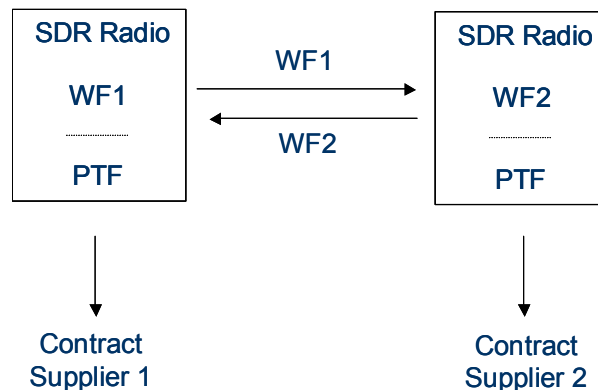 SDR Radio
WF1
PTF
WF1
WF2
SDR Radio
WF2
PTF
Contract
Supplier 1
Contract
Supplier 2